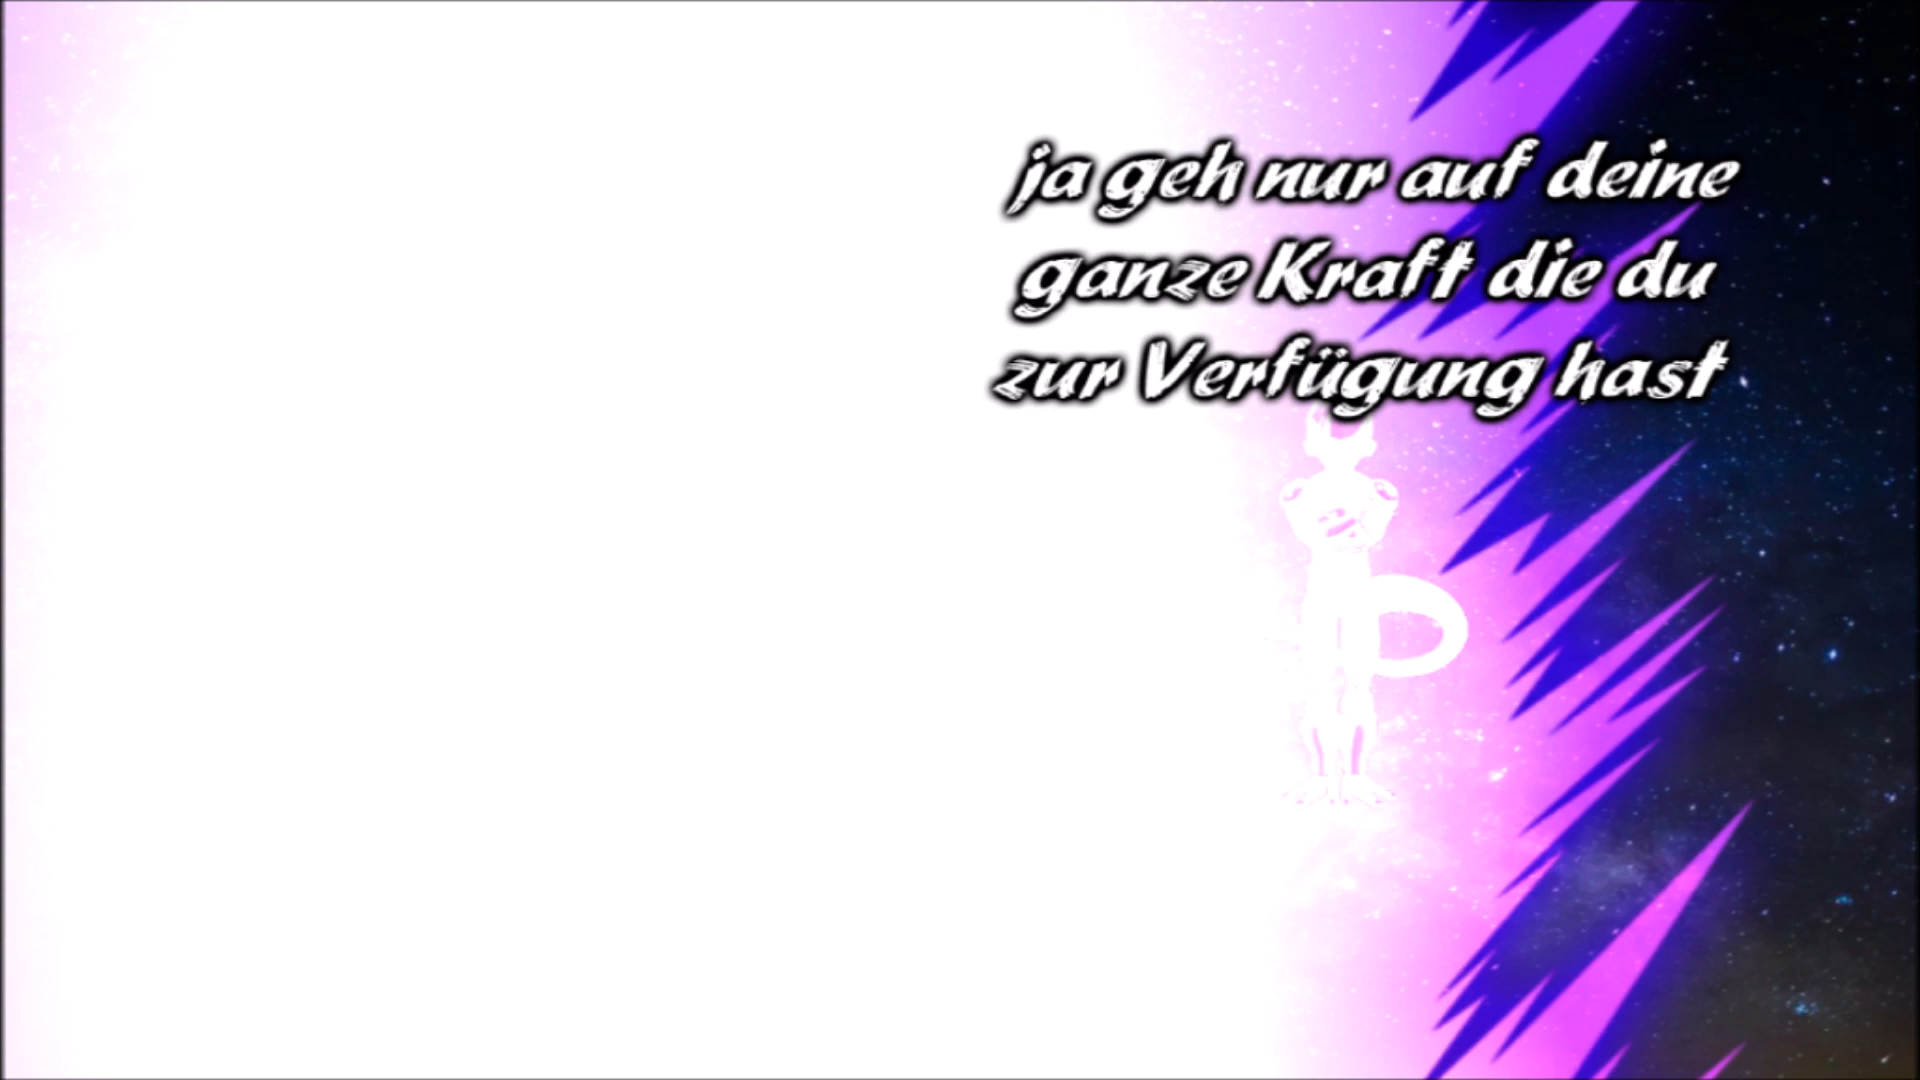 ja geh nur auf deine
ganze Kraft die du
zur Verfügung hast